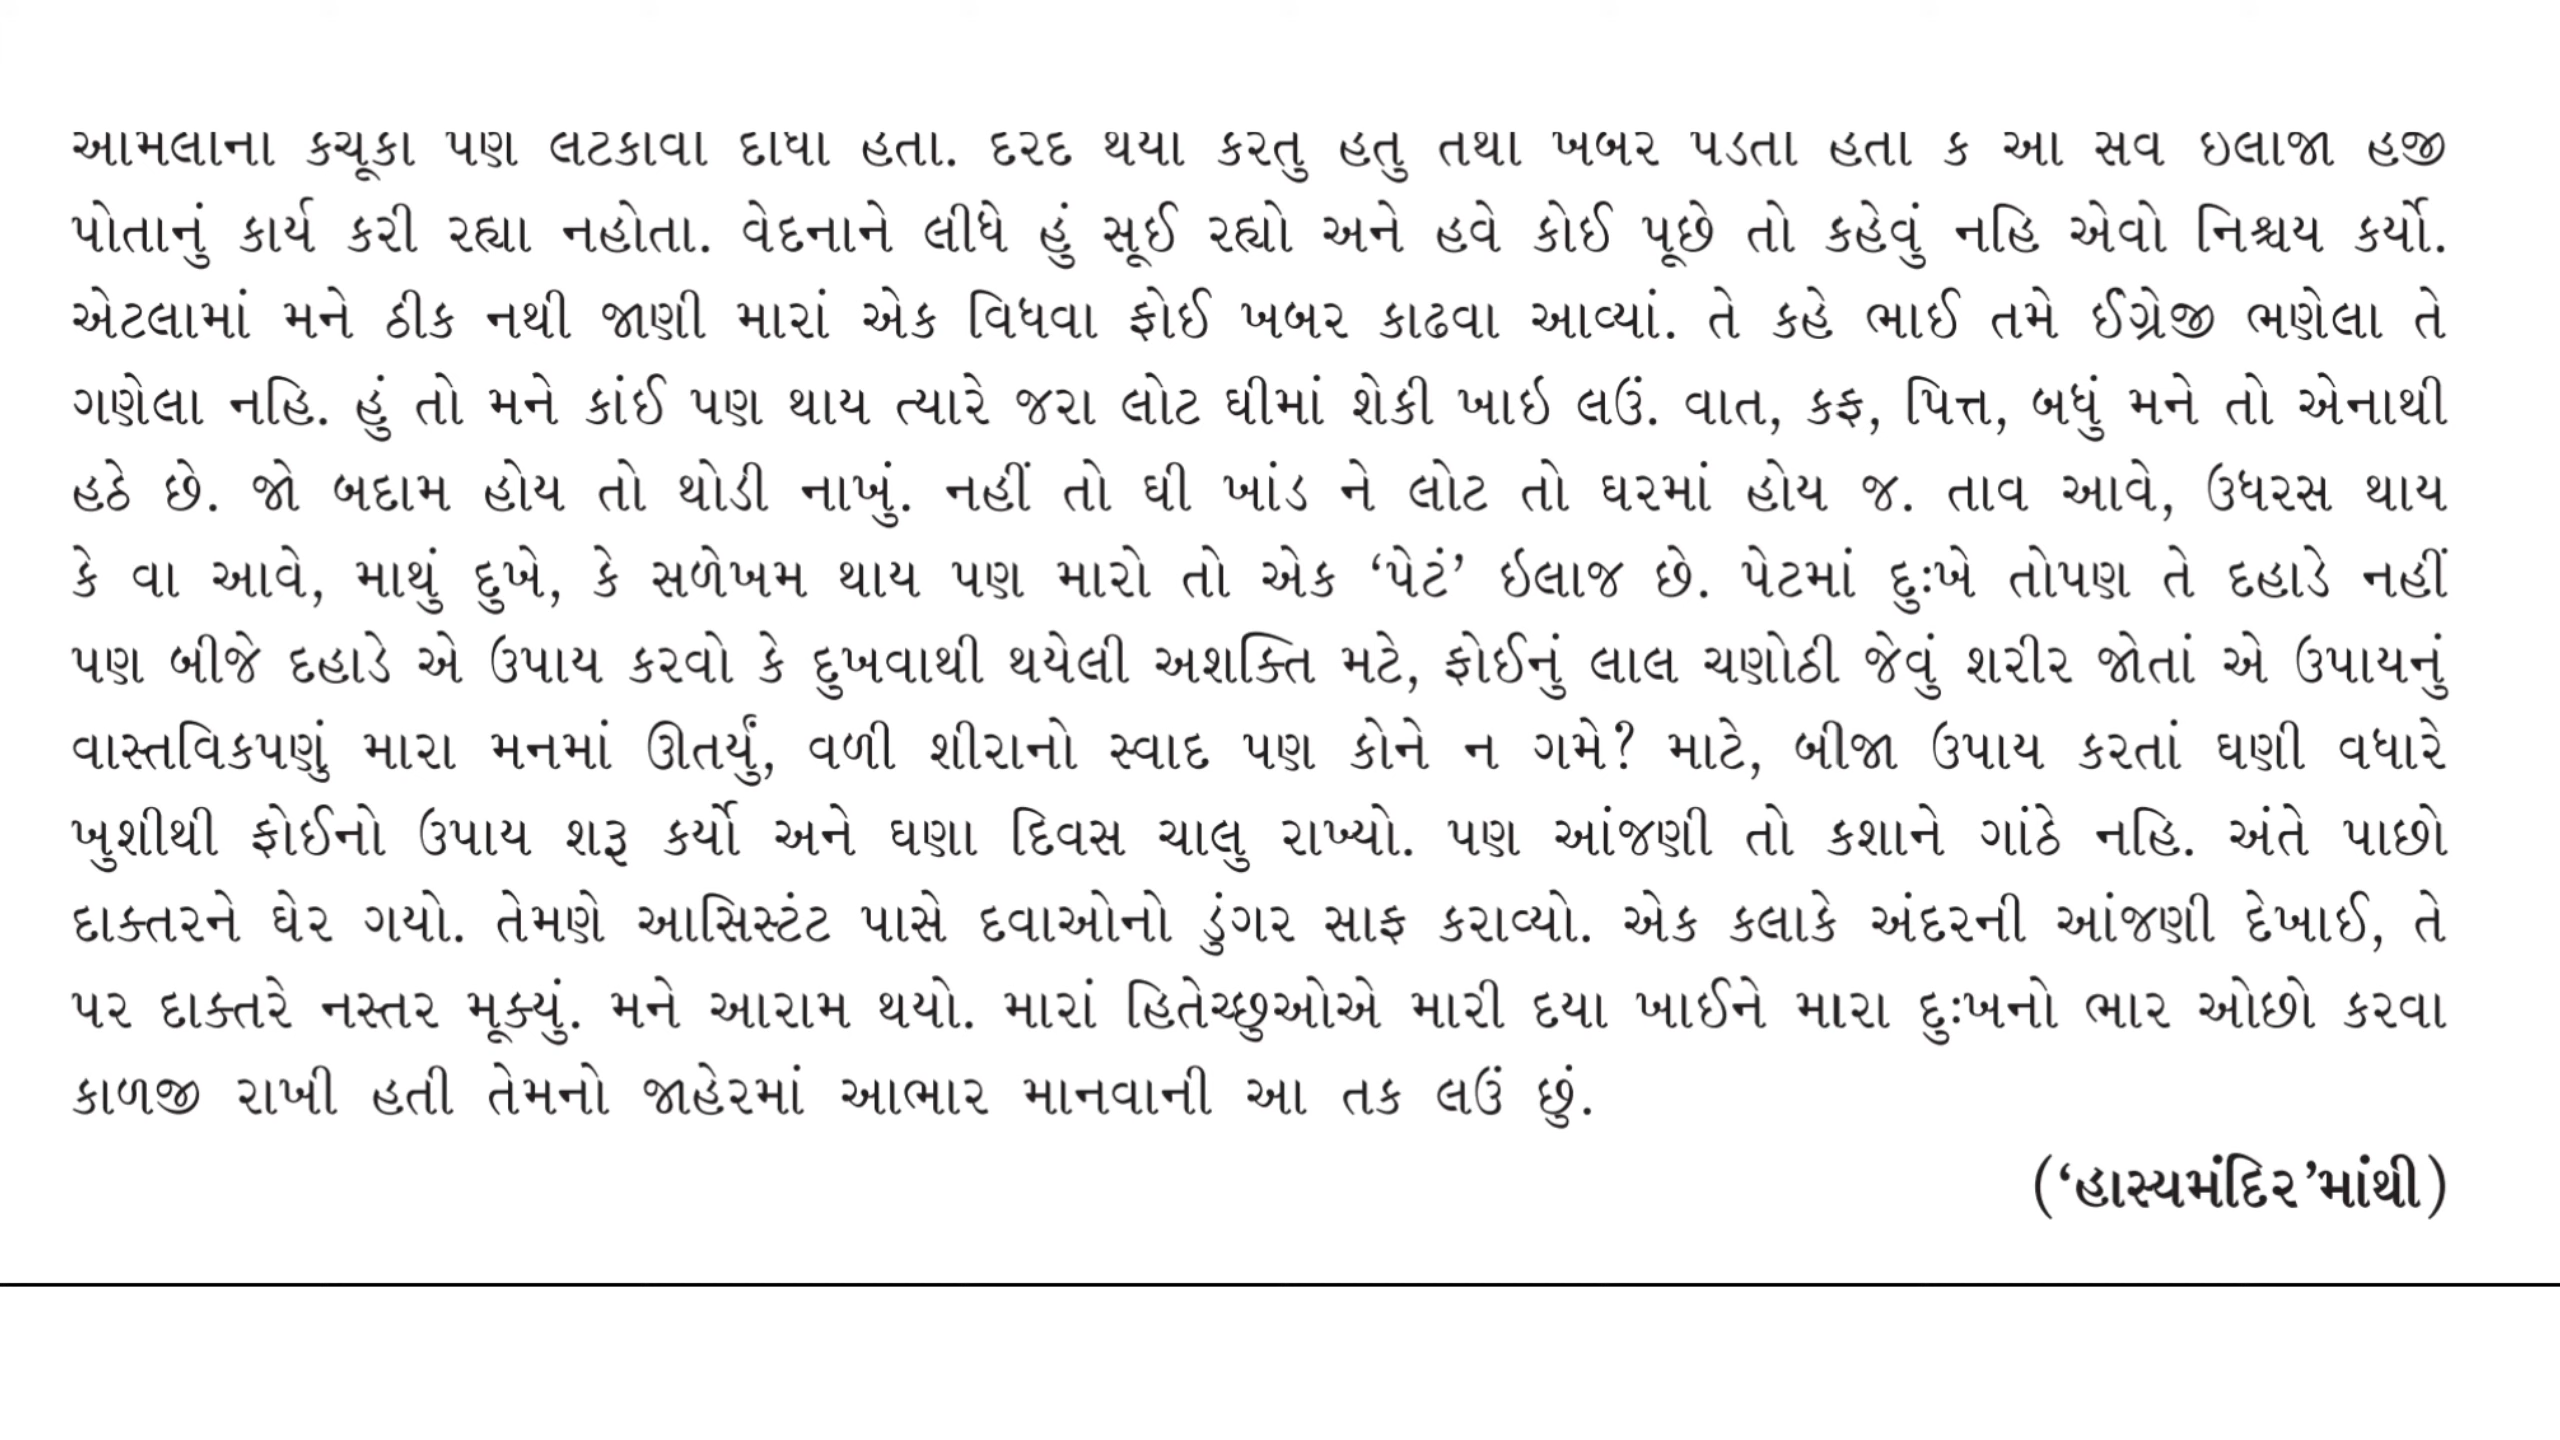 આમલીના કચૂકા પણ લટકાવી દીધા હતા. દરદ થયા કરતું હતું તથા ખબર પડતી હતી કે આ સર્વ ઇલાજો હજી
પોતાનું કાર્ય કરી રહ્યા નહોતા. વેદનાને લીધે હું સૂઈ રહ્યો અને હવે કોઈ પૂછે તો કહેવું નહિ એવો નિશ્ચય કર્યો.
એટલામાં મને ઠીક નથી જાણી મારાં એક વિધવા ફોઈ ખબર કાઢવા આવ્યાં. તે કહે ભાઈ તમે ઈંગ્રેજી ભણેલા તે
ગણેલા નહિ. હું તો મને કાંઈ પણ થાય ત્યારે જરા લોટ ઘીમાં શેકી ખાઇ લઉં. વાત, કફ, પિત્ત, બધું મને તો એનાથી
હઠે છે. જો બદામ હોય તો થોડી નાખું. નહીં તો ઘી ખાંડ ને લોટ તો ઘરમાં હોય જ. તાવ આવે, ઉધરસ થાય
કે વા આવે, માથું દુખે, કે સળેખમ થાય પણ મારો તો એક ‘પેટં’ ઇલાજ છે. પેટમાં દુઃખે તોપણ તે દહાડે નહીં
પણ બીજે દહાડે એ ઉપાય કરવો કે દુખવાથી થયેલી અશક્તિ મટે, ફોઈનું લાલ ચણોઠી જેવું શરીર જોતાં એ ઉપાયનું
વાસ્તવિકપણું મારા મનમાં ઊતર્યું, વળી શીરાનો સ્વાદ પણ કોને ન ગમે? માટે, બીજા ઉપાય કરતાં ઘણી વધારે
ખુશીથી ફોઈનો ઉપાય શરૂ કર્યો અને ઘણા દિવસ ચાલુ રાખ્યો. પણ આંજણી તો કશાને ગાંઠે નહિ. અંતે પાછો
દાક્તરને ઘેર ગયો. તેમણે આસિસ્ટંટ પાસે દવાઓનો ડુંગર સાફ કરાવ્યો. એક કલાકે અંદરની આંજણી દેખાઈ, તે
પર દાક્તરે નસ્તર મૂક્યું. મને આરામ થયો. મારાં હિતેચ્છુઓએ મારી દયા ખાઈને મારા દુઃખનો ભાર ઓછો કરવા
કાળજી રાખી હતી તેમનો જાહેરમાં આભાર માનવાની આ તક લઉં છું.
(‘હાસ્યમંદિર’માંથી)